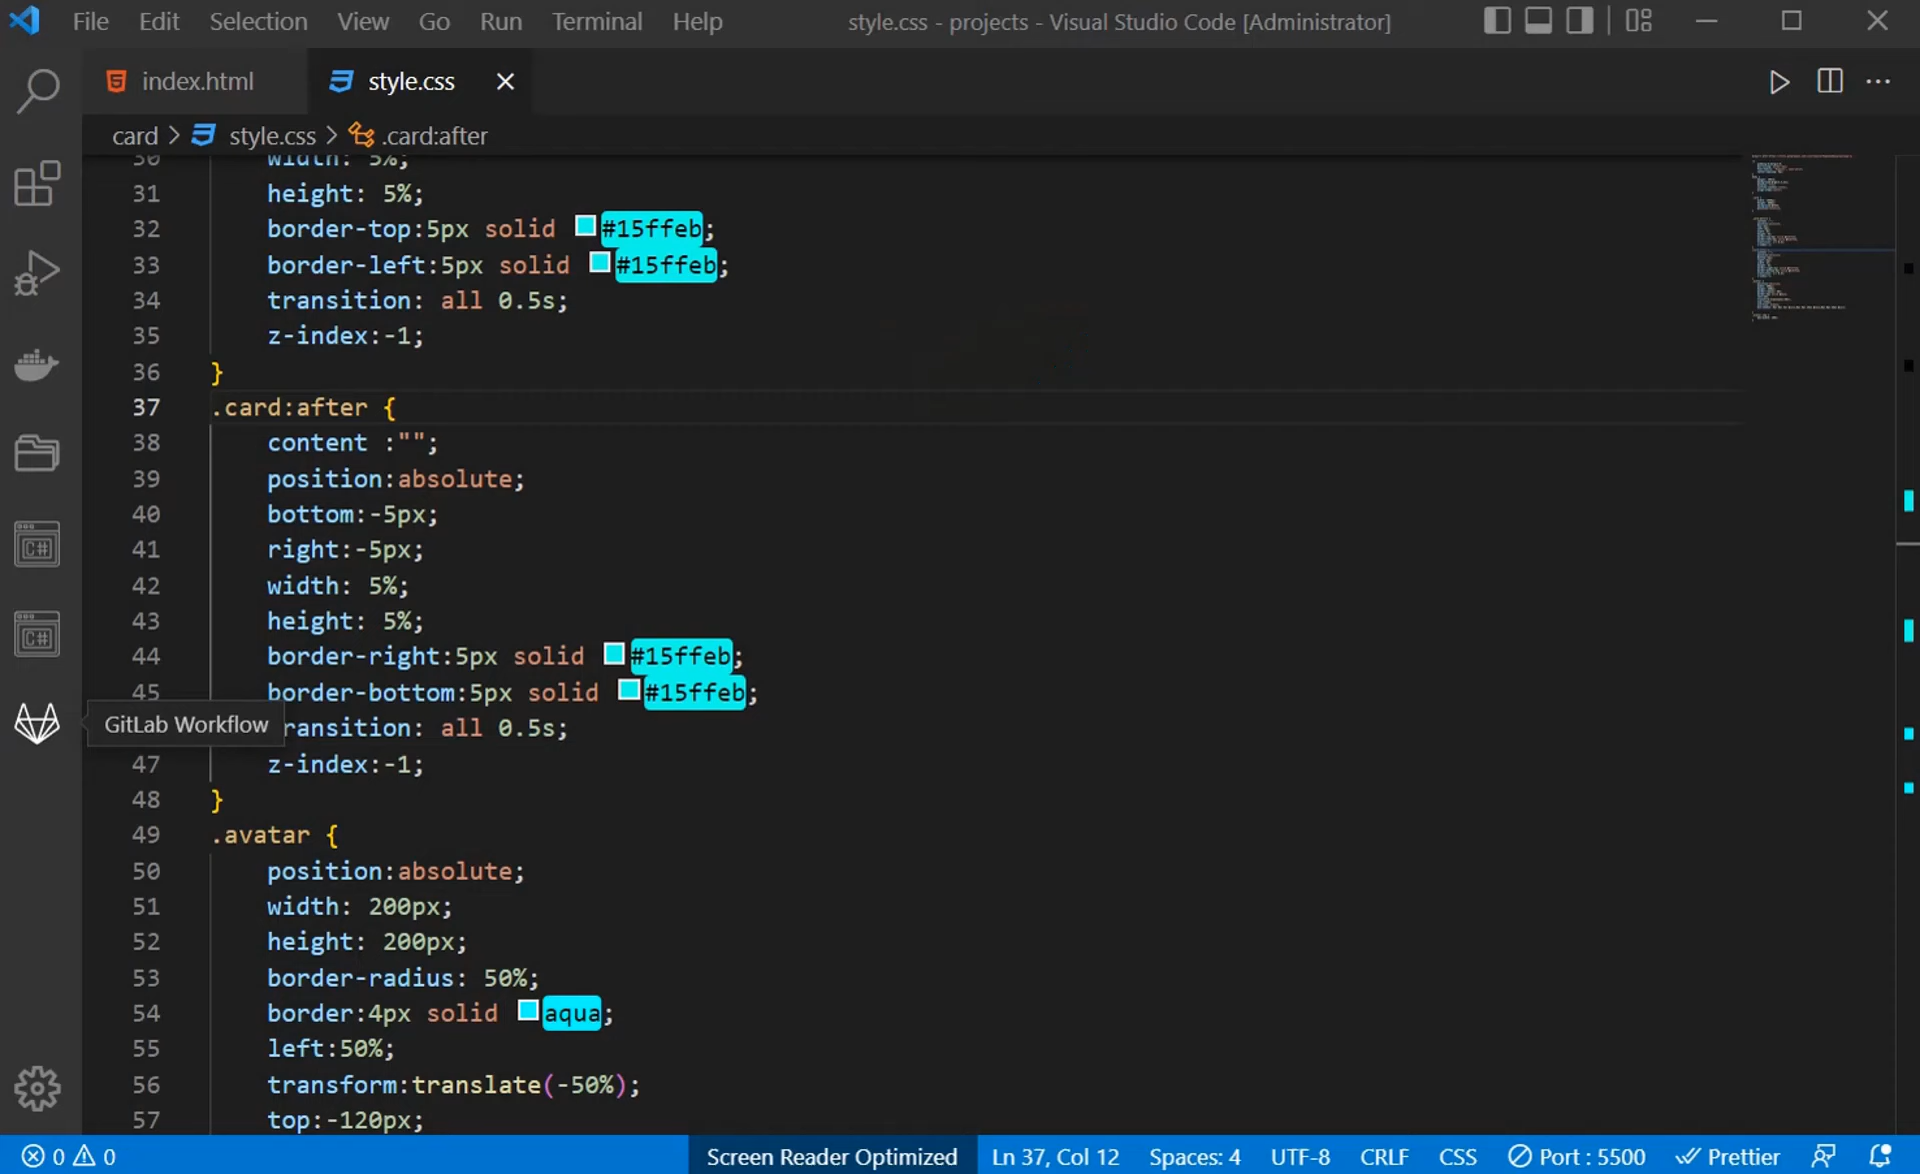 File Edit Selection View Go Run Terminal Help style.css - projects - Visual Studio Code [Administrator]
index.html style.css
card > style.css > .card:after
30 width: 5%;
31 height: 5%;
32 border-top:5px solid #15ffeb;
33 border-left:5px solid #15ffeb;
34 transition: all 0.5s;
35 z-index:-1;
36 }
37 .card:after {
38 content :"";
39 position:absolute;
40 bottom:-5px;
41 right:-5px;
42 width: 5%;
43 height: 5%;
44 border-right:5px solid #15ffeb;
45 border-bottom:5px solid #15ffeb;
GitLab Workflow
ransition: all 0.5s;
47 z-index:-1;
48 }
49 .avatar {
50 position:absolute;
51 width: 200px;
52 height: 200px;
53 border-radius: 50%;
54 border:4px solid aqua;
55 left:50%;
56 transform:translate(-50%);
57 top:-120px;
0 0 Screen Reader Optimized Ln 37, Col 12 Spaces: 4 UTF-8 CRLF CSS Port : 5500 Prettier